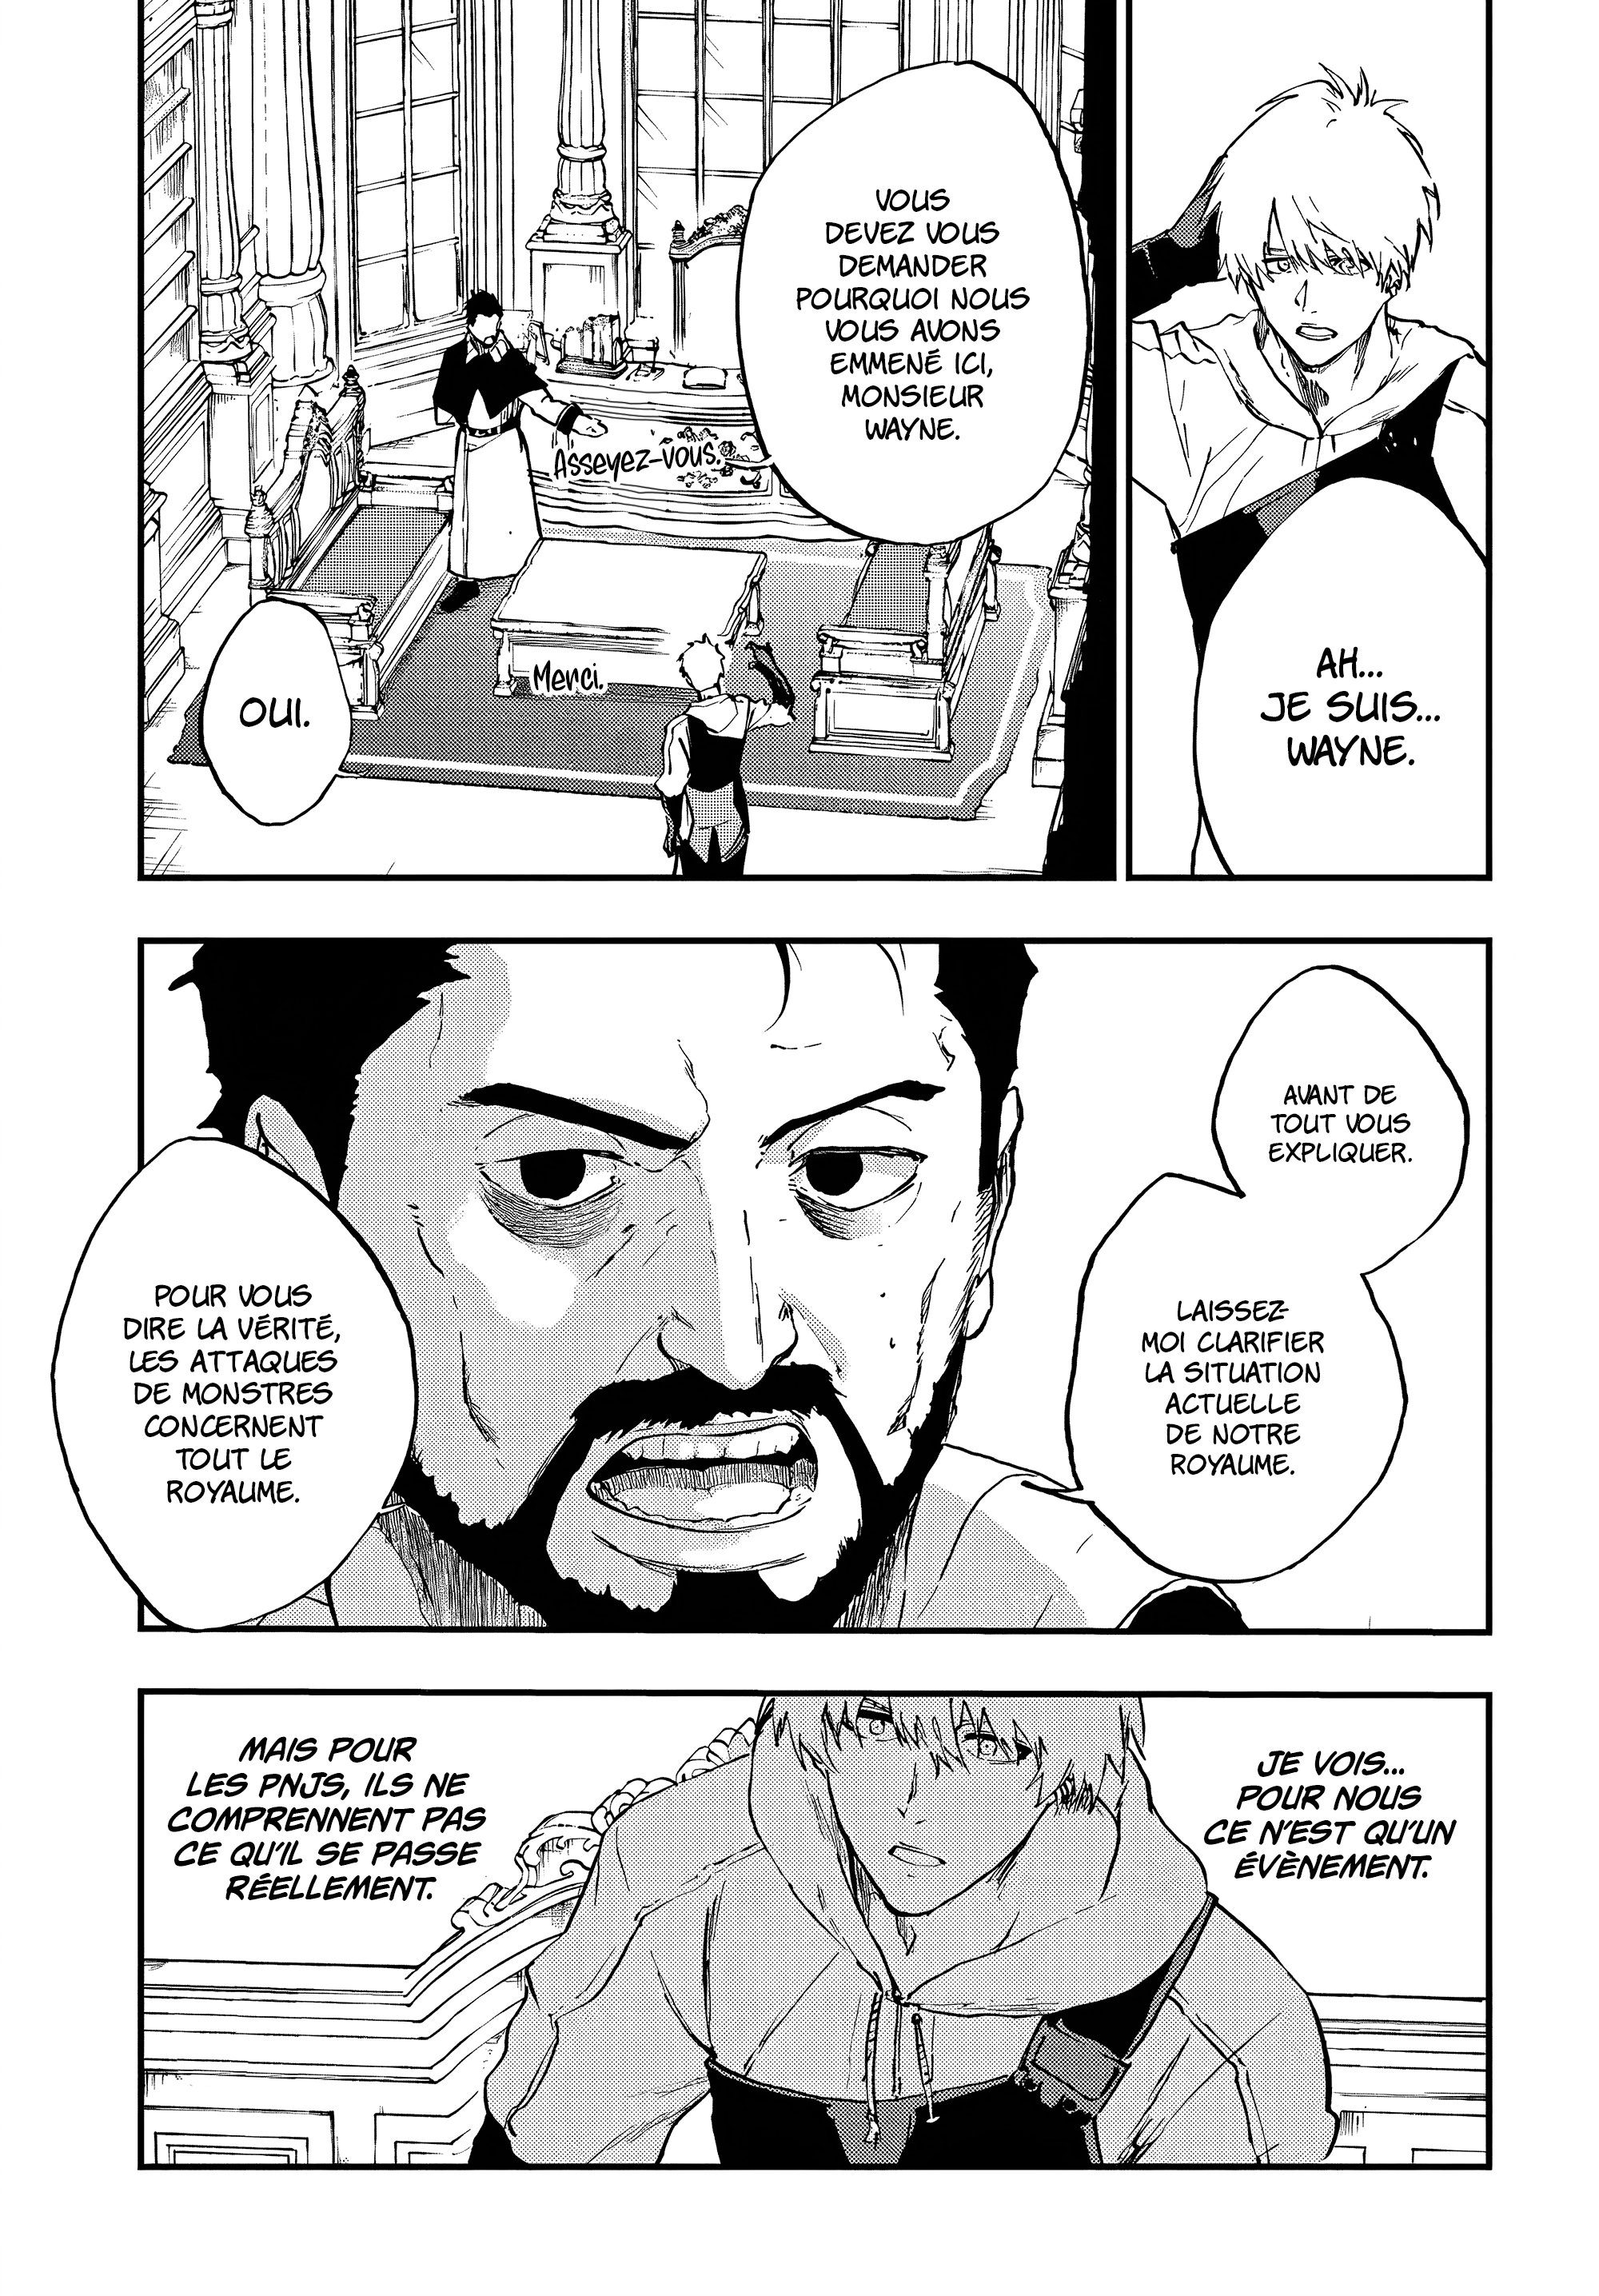 AH...
JE SUIS...
WAYNE.
VOUS
DEVEZ VOUS
DEMANDER
POURQUOI NOUS
VOUS AVONS
EMMENÉ ICI,
MONSIEUR
WAYNE.
Asseyez-vous.
Merci.
OUI.
AVANT DE
TOUT VOUS
EXPLIQUER.
LAISSEZ-
MOI CLARIFIER
LA SITUATION
ACTUELLE
DE NOTRE
ROYAUME.
POUR VOUS
DIRE LA VÉRITÉ,
LES ATTAQUES
DE MONSTRES
CONCERNENT
TOUT LE
ROYAUME.
JE VOIS...
POUR NOUS
CE N'EST QU'UN
ÉVÈNEMENT.
MAIS POUR
LES PNJS, ILS NE
COMPRENNENT PAS
CE QU'IL SE PASSE
RÉELLEMENT.